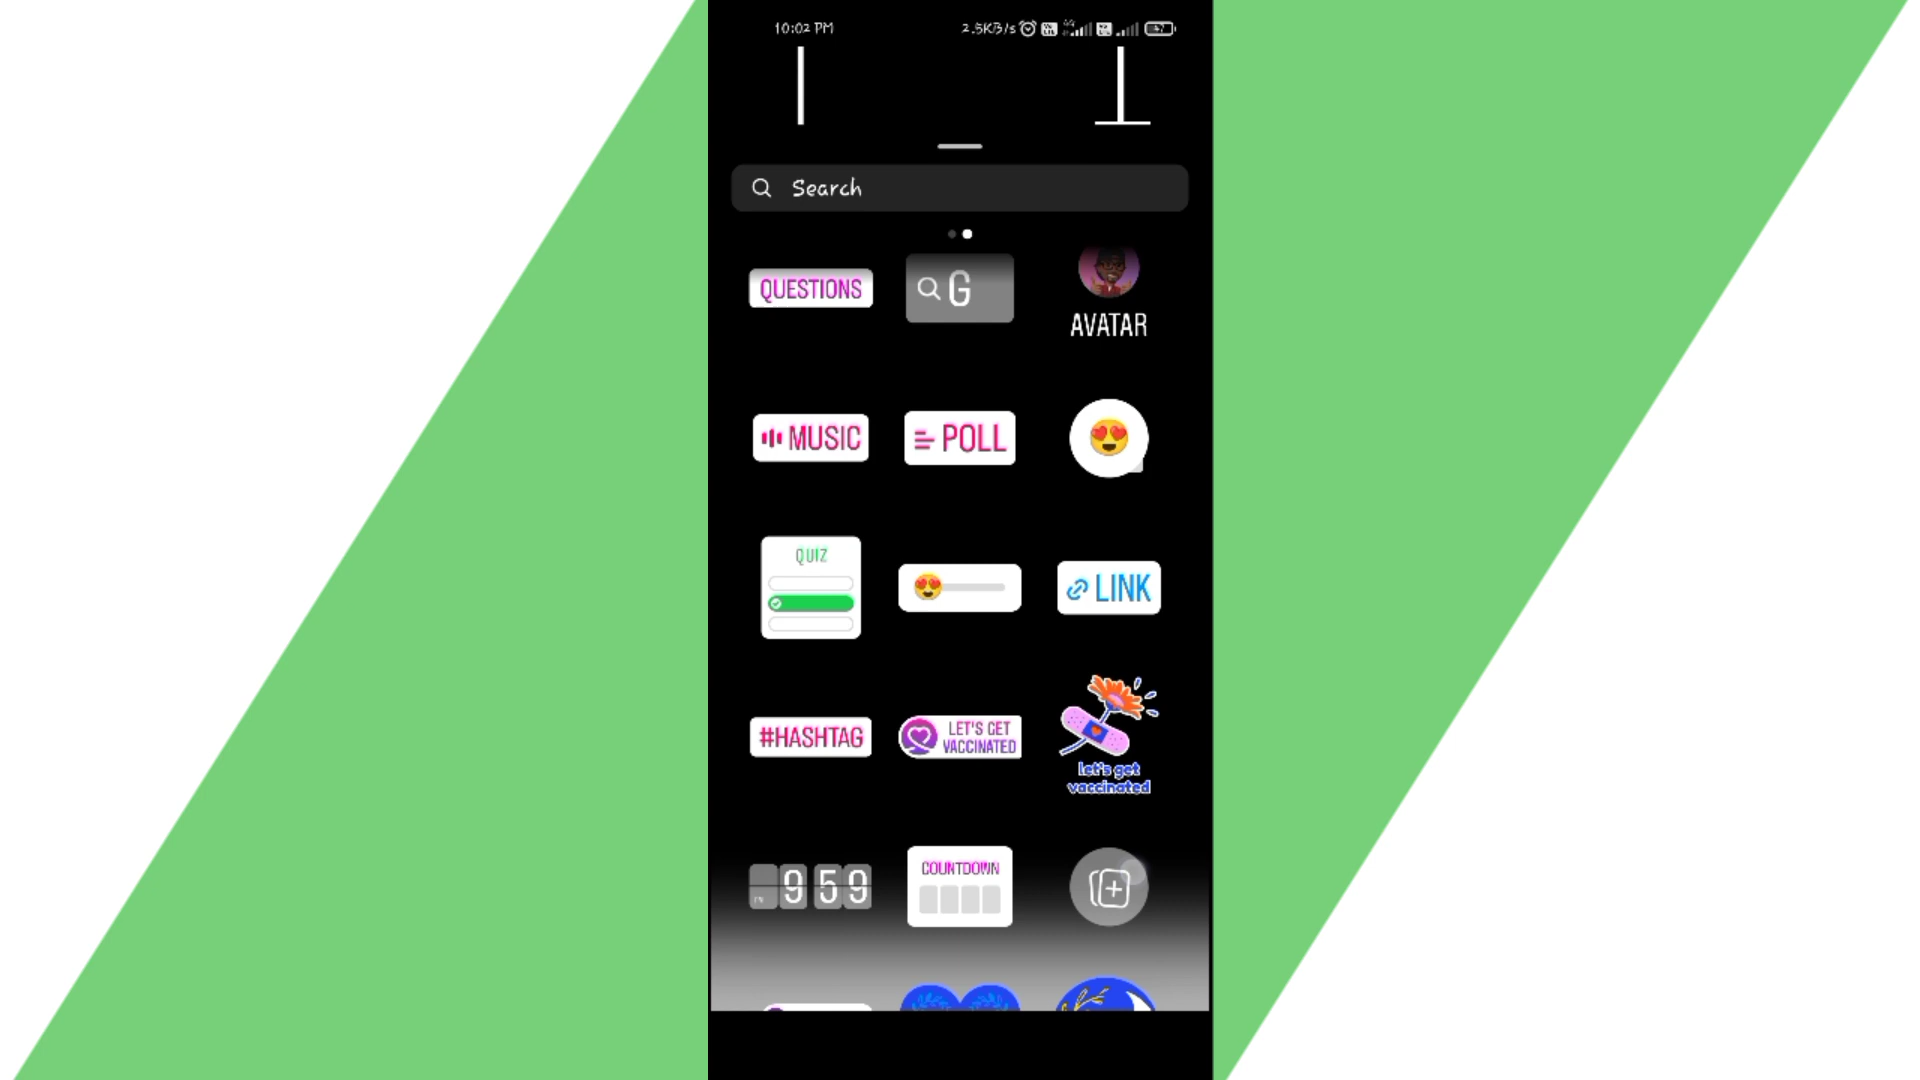 10:02 PM 2.5KB/s
Search
QUESTIONS
G
AVATAR
MUSIC
POLL
QUIZ
LINK
#HASHTAG
LET'S GET
VACCINATED
let's get
vaccinated
9 59
COUNTDOWN